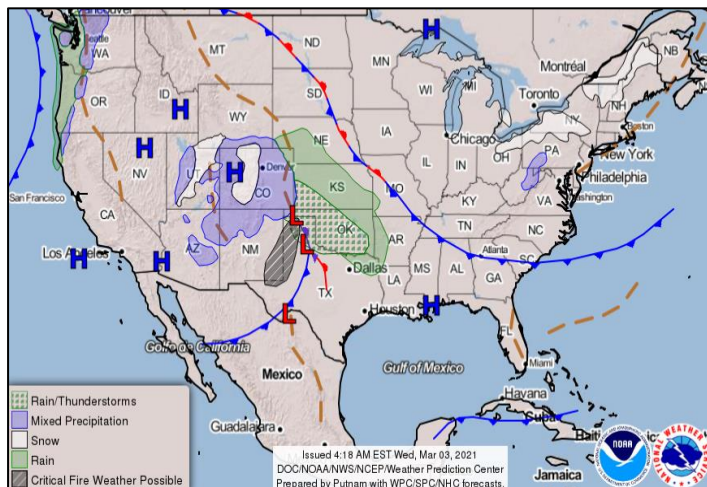 Vancouver
Seattle
WA
MT
ND
MN
OR
ID
SD
WI
MI
Toronto
Montréal
NB
NH
NY
Boston
WY
IA
Chicago
PA
New York
NE
IL
IN
OH
Philadelphia
NV
UT
Denver
CO
KS
MO
VA
Washington
San Francisco
CA
KY
AZ
NM
OK
AR
TN
NC
Los Angeles
Atlanta
SC
Dallas
MS
AL
GA
TX
LA
Houston
FL
H
H
H
H
H
H
H
L
L
L
Golfo de California
Mexico
Gulf of Mexico
Miami
Havana
Cuba
Guadalajara
Jamaica
Rain/Thunderstorms
Mixed Precipitation
Snow
Rain
Critical Fire Weather Possible
Issued 4:18 AM EST Wed, Mar 03, 2021
DOC/NOAA/NWS/NCEP/Weather Prediction Center
Prepared by Putnam with WPC/SPC/NHC forecasts.
NOAA
NATIONAL WEATHER
SERVICE